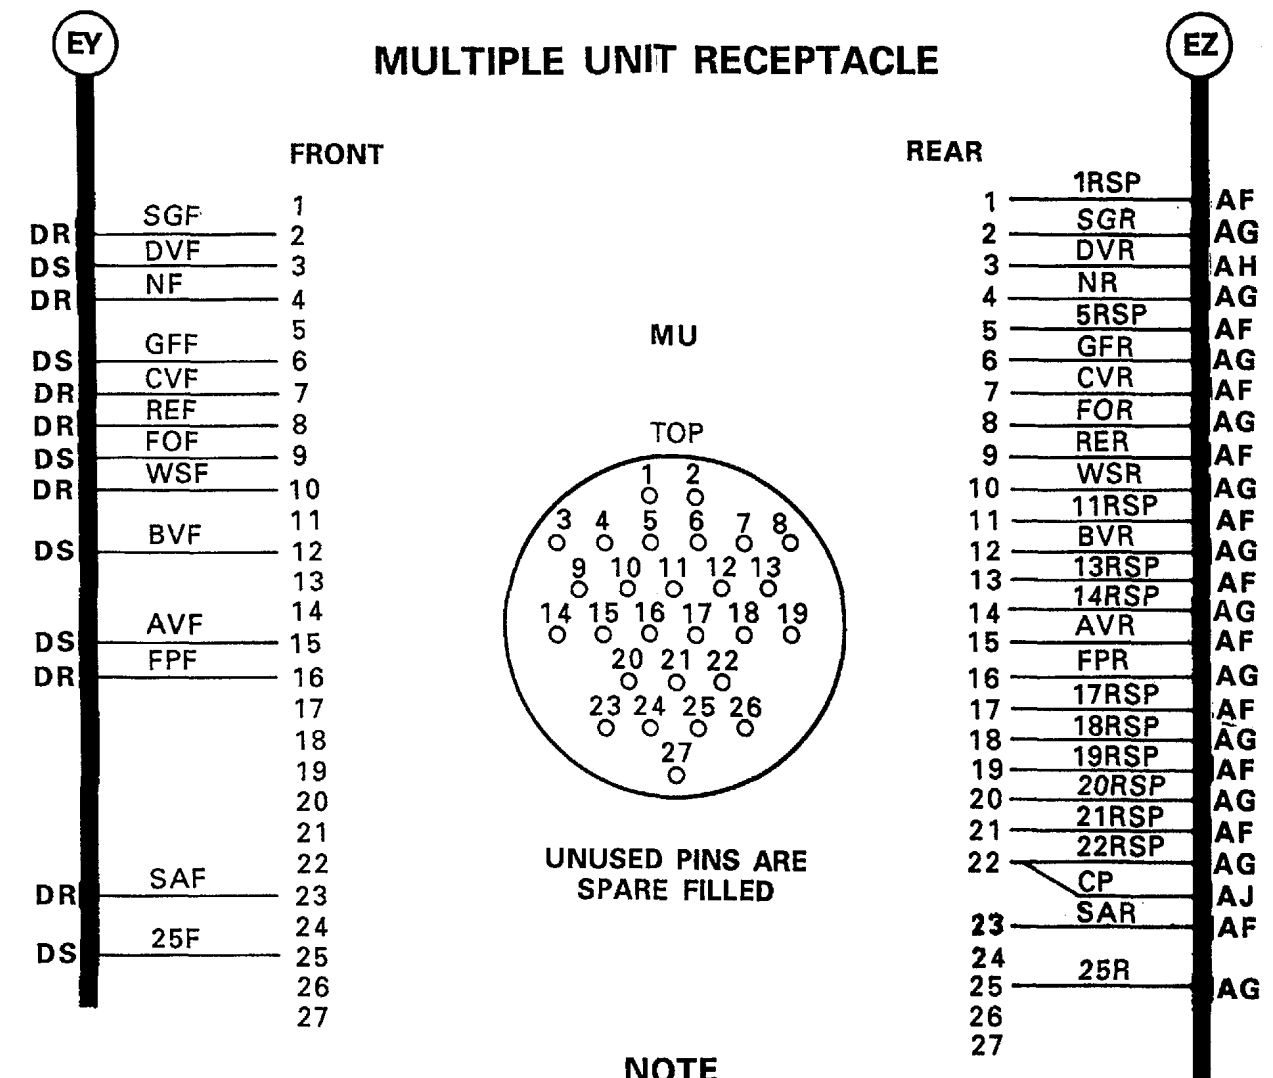 EY
MULTIPLE UNIT RECEPTACLE
EZ
FRONT
1
DR SGF 2
DS DVF 3
DR NF 4
5
DS GFF 6
DR CVF 7
DR REF 8
DS FOF 9
DR WSF 10
11
DS BVF 12
13
14
DS AVF 15
DR FPF 16
17
18
19
20
21
22
DR SAF 23
24
DS 25F 25
26
27
MU
TOP
1 2
3 4 5 6 7 8
9 10 11 12 13
14 15 16 17 18 19
20 21 22
23 24 25 26
27
UNUSED PINS ARE
SPARE FILLED
REAR
1 1RSP AF
2 SGR AG
3 DVR AH
4 NR AG
5 5RSP AF
6 GFR AG
7 CVR AF
8 FOR AG
9 RER AF
10 WSR AG
11 11RSP AF
12 BVR AG
13 13RSP AF
14 14RSP AG
15 AVR AF
16 FPR AG
17 17RSP AF
18 18RSP AG
19 19RSP AF
20 20RSP AG
21 21RSP AF
22 22RSP AG
CP AJ
23 SAR AF
24
25 25R AG
26
27
NOTE